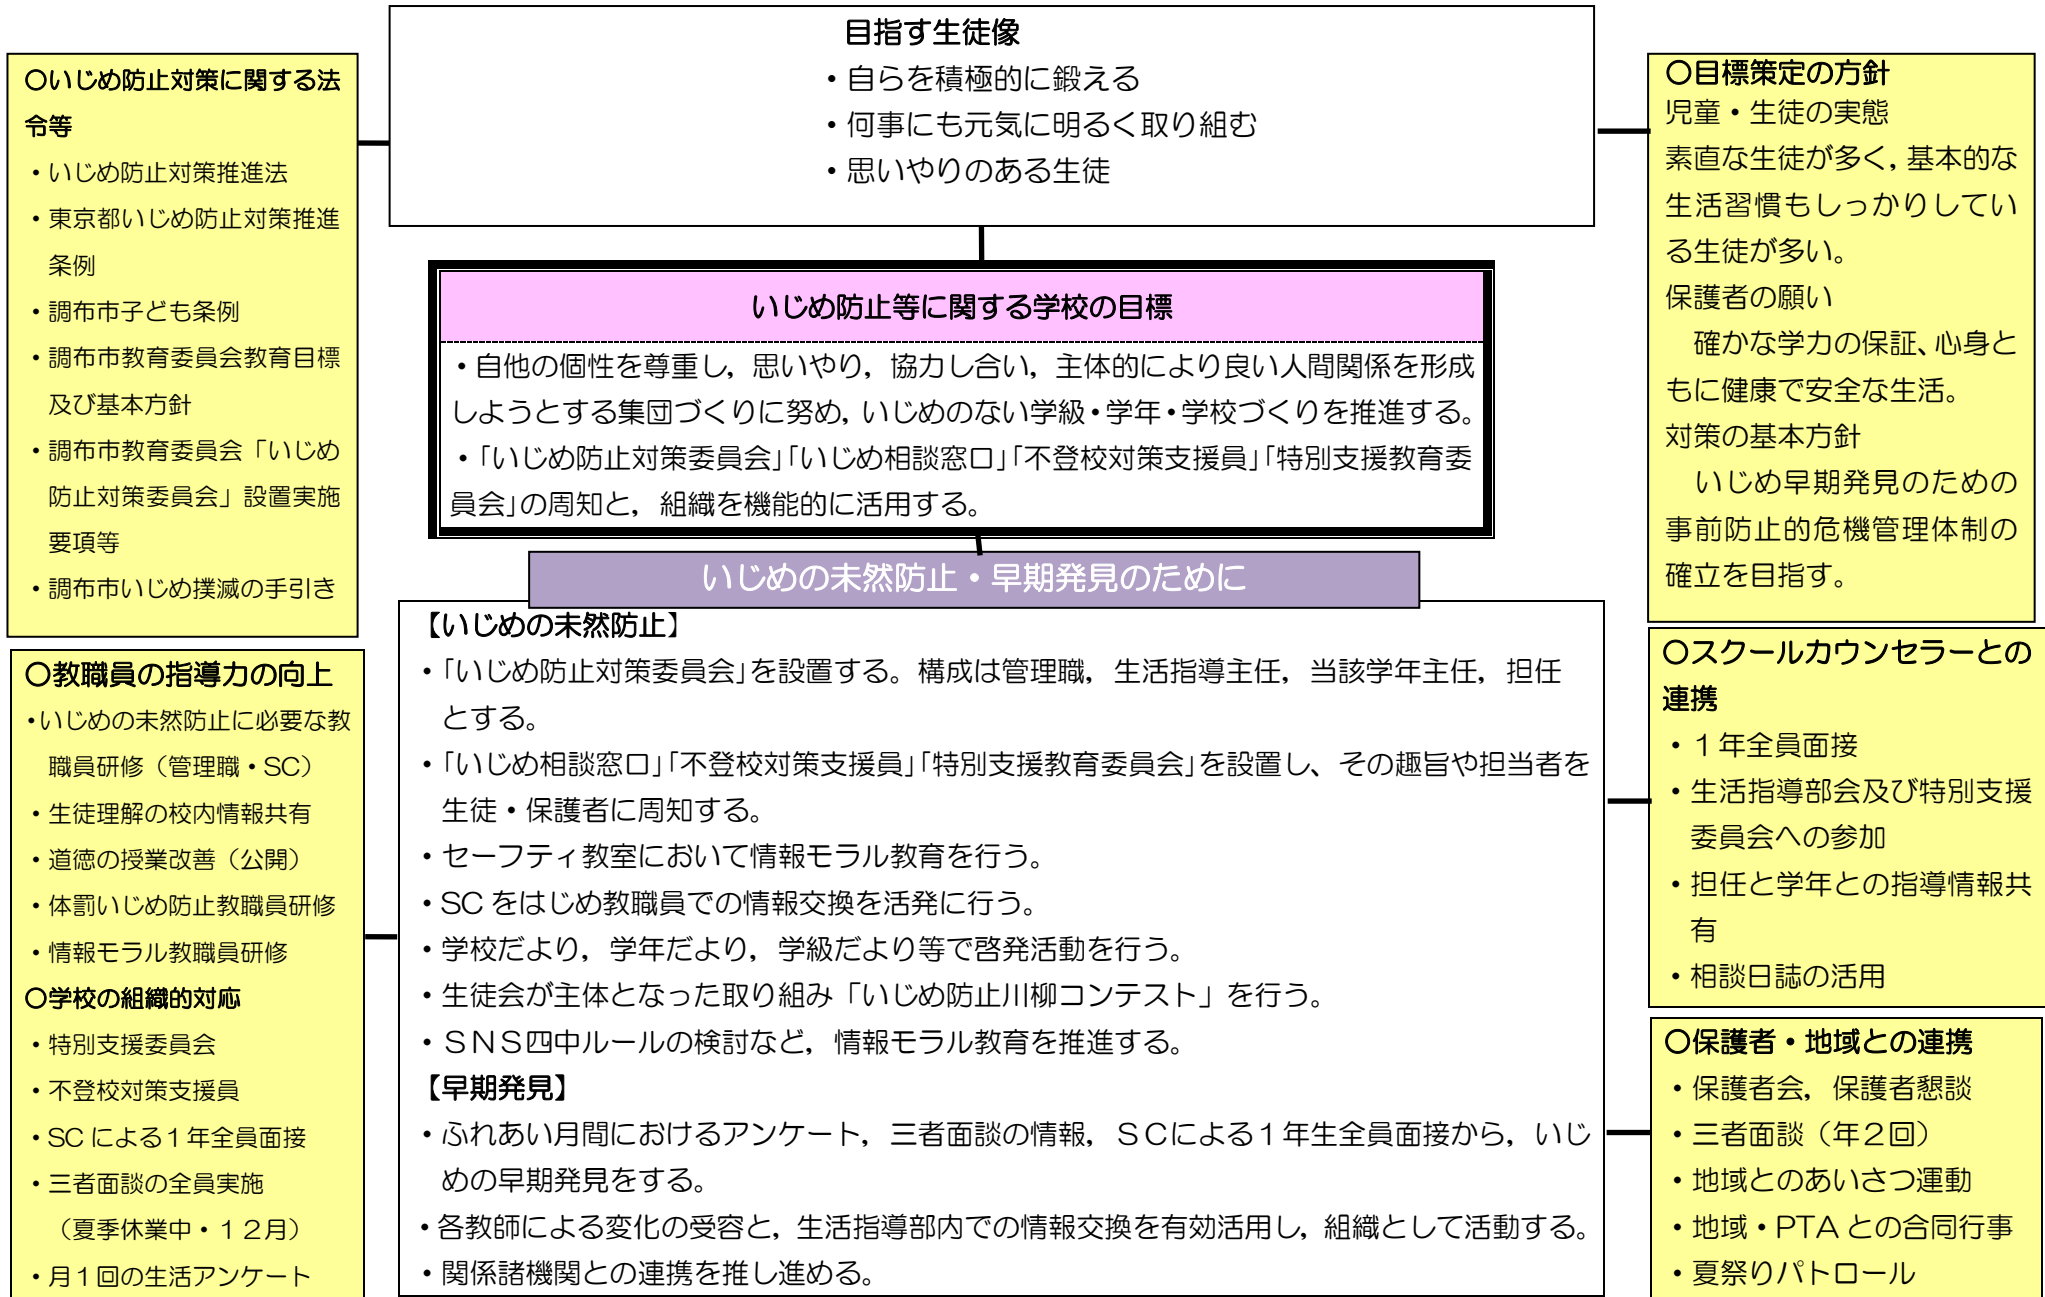 目指す生徒像
・自らを積極的に鍛える
・何事にも元気に明るく取り組む
・思いやりのある生徒
〇いじめ防止対策に関する法
令等
・いじめ防止対策推進法
・東京都いじめ防止対策推進
条例
・調布市子ども条例
・調布市教育委員会教育目標
及び基本方針
・調布市教育委員会「いじめ
防止対策委員会」設置実施
要項等
・調布市いじめ撲滅の手引き
〇目標策定の方針
児童・生徒の実態
素直な生徒が多く，基本的な
生活習慣もしっかりしてい
る生徒が多い。
保護者の願い
　確かな学力の保証、心身と
もに健康で安全な生活。
対策の基本方針
　いじめ早期発見のための
事前防止的危機管理体制の
確立を目指す。
いじめ防止等に関する学校の目標
・自他の個性を尊重し，思いやり，協力し合い，主体的により良い人間関係を形成
しようとする集団づくりに努め，いじめのない学級・学年・学校づくりを推進する。
・「いじめ防止対策委員会」「いじめ相談窓口」「不登校対策支援員」「特別支援教育委
員会」の周知と，組織を機能的に活用する。
いじめの未然防止・早期発見のために
【いじめの未然防止】
・「いじめ防止対策委員会」を設置する。構成は管理職，生活指導主任，当該学年主任，担任
とする。
・「いじめ相談窓口」「不登校対策支援員」「特別支援教育委員会」を設置し、その趣旨や担当者を
生徒・保護者に周知する。
・セーフティ教室において情報モラル教育を行う。
・SC をはじめ教職員での情報交換を活発に行う。
・学校だより，学年だより，学級だより等で啓発活動を行う。
・生徒会が主体となった取り組み「いじめ防止川柳コンテスト」を行う。
・ＳＮＳ四中ルールの検討など，情報モラル教育を推進する。
【早期発見】
・ふれあい月間におけるアンケート，三者面談の情報，ＳＣによる１年生全員面接から，いじ
めの早期発見をする。
・各教師による変化の受容と，生活指導部内での情報交換を有効活用し，組織として活動する。
・関係諸機関との連携を推し進める。
〇教職員の指導力の向上
・いじめの未然防止に必要な教
職員研修（管理職・SC）
・生徒理解の校内情報共有
・道徳の授業改善（公開）
・体罰いじめ防止教職員研修
・情報モラル教職員研修
〇学校の組織的対応
・特別支援委員会
・不登校対策支援員
・SC による１年全員面接
・三者面談の全員実施
（夏季休業中・１２月）
・月１回の生活アンケート
〇スクールカウンセラーとの
連携
・１年全員面接
・生活指導部会及び特別支援
委員会への参加
・担任と学年との指導情報共
有
・相談日誌の活用
〇保護者・地域との連携
・保護者会，保護者懇談
・三者面談（年２回）
・地域とのあいさつ運動
・地域・PTA との合同行事
・夏祭りパトロール